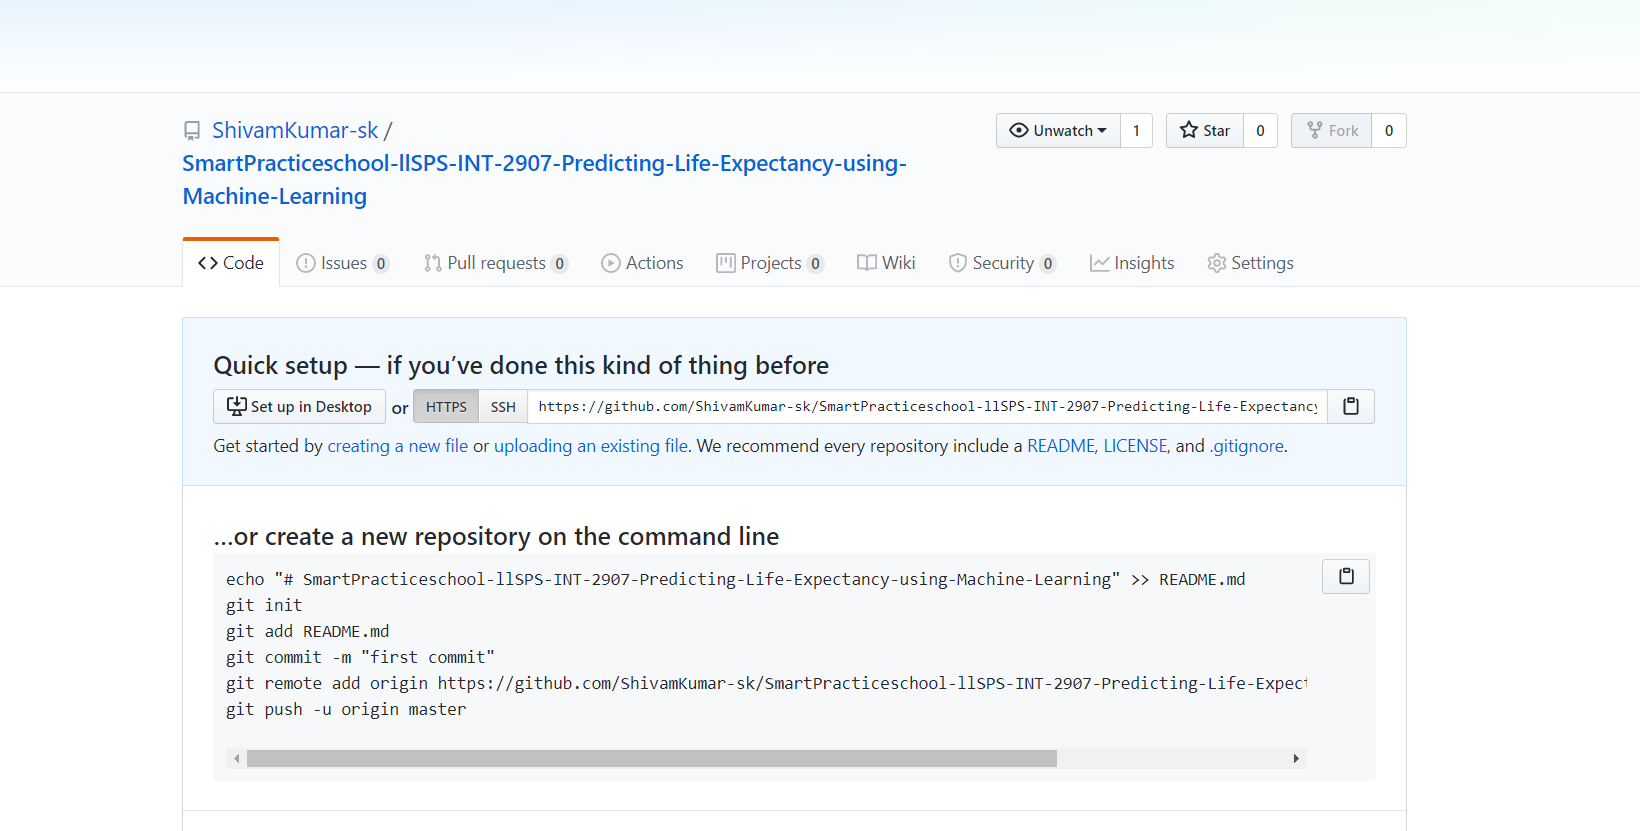 ShivamKumar-sk /
SmartPracticeschool-llSPS-INT-2907-Predicting-Life-Expectancy-using-
Machine-Learning
Unwatch 1 Star 0 Fork 0
Code Issues 0 Pull requests 0 Actions Projects 0 Wiki Security 0 Insights Settings
Quick setup — if you’ve done this kind of thing before
Set up in Desktop or HTTPS SSH https://github.com/ShivamKumar-sk/SmartPracticeschool-llSPS-INT-2907-Predicting-Life-Expectancy
Get started by creating a new file or uploading an existing file. We recommend every repository include a README, LICENSE, and .gitignore.
…or create a new repository on the command line
echo "# SmartPracticeschool-llSPS-INT-2907-Predicting-Life-Expectancy-using-Machine-Learning" >> README.md
git init
git add README.md
git commit -m "first commit"
git remote add origin https://github.com/ShivamKumar-sk/SmartPracticeschool-llSPS-INT-2907-Predicting-Life-Expect
git push -u origin master